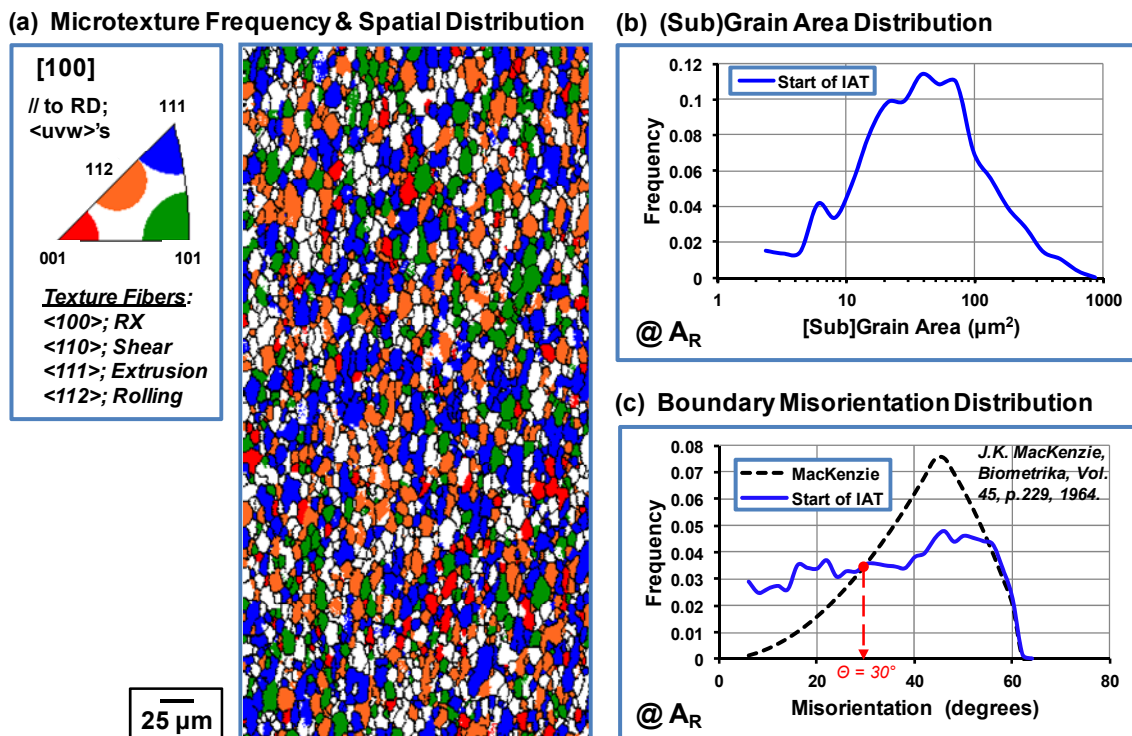 (a) Microtexture Frequency & Spatial Distribution
[100]
// to RD;
<uvw>'s
111
112
001
101
Texture Fibers:
<100>; RX
<110>; Shear
<111>; Extrusion
<112>; Rolling
25 µm
(b) (Sub)Grain Area Distribution
Start of IAT
Frequency
0.12
0.1
0.08
0.06
0.04
0.02
0
1
10
100
1000
[Sub]Grain Area (µm²)
@ A_R
(c) Boundary Misorientation Distribution
MacKenzie
Start of IAT
J.K. MacKenzie,
Biometrika, Vol.
45, p.229, 1964.
Frequency
0.08
0.07
0.06
0.05
0.04
0.03
0.02
0.01
0
0
20
40
60
80
Θ = 30°
Misorientation (degrees)
@ A_R